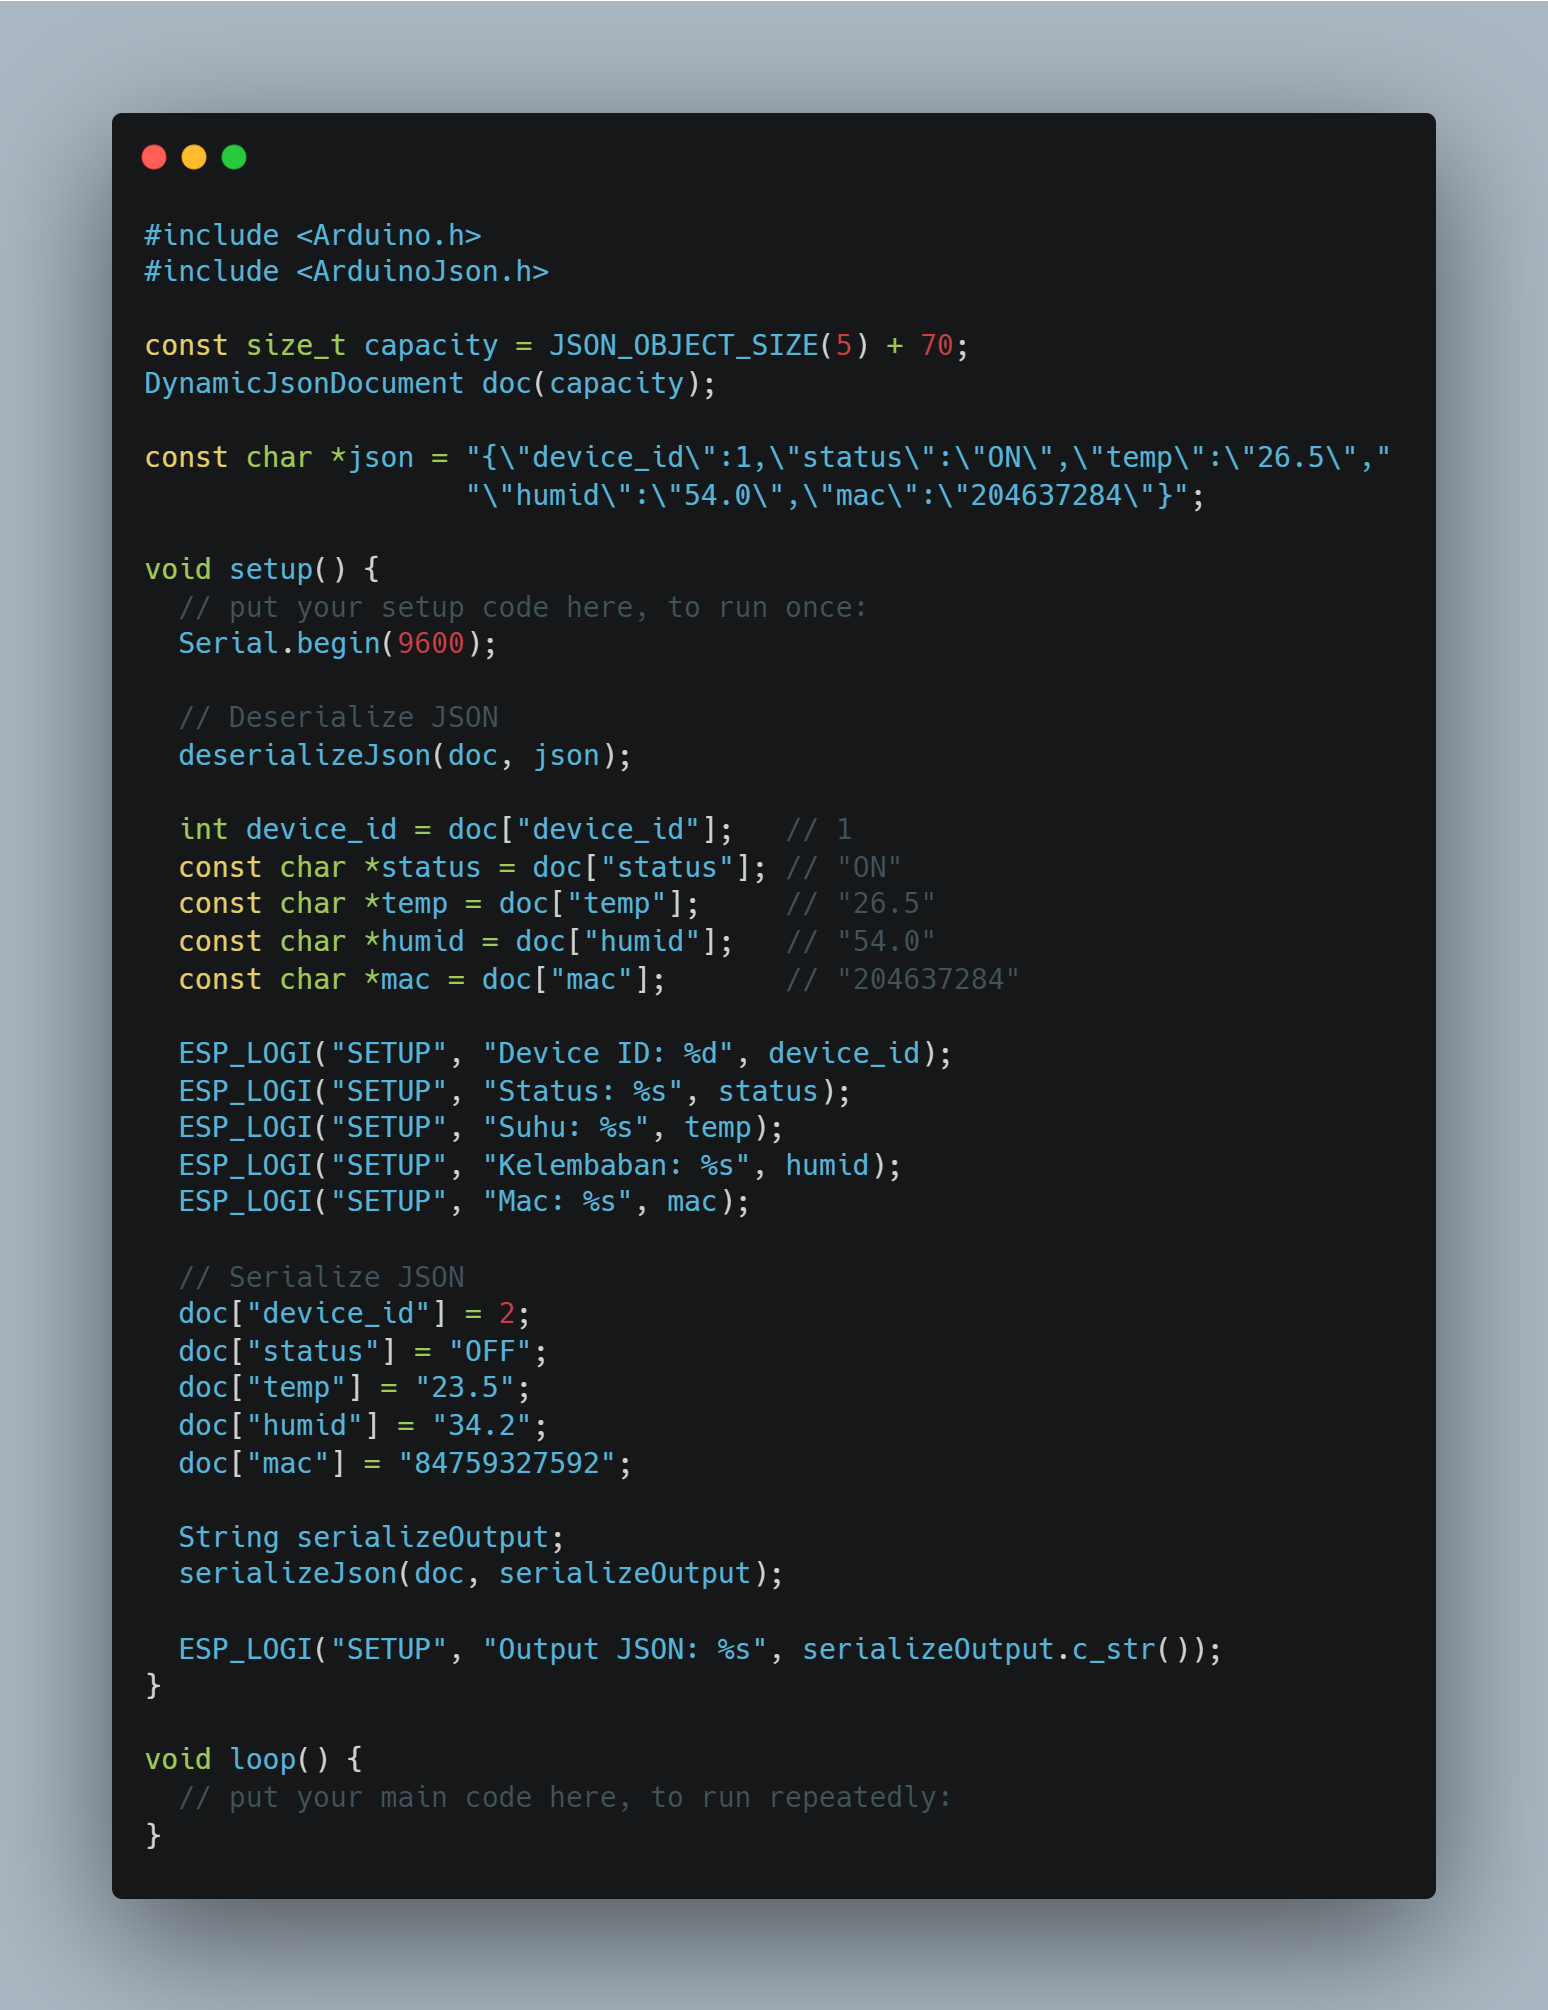 #include <Arduino.h>
#include <ArduinoJson.h>

const size_t capacity = JSON_OBJECT_SIZE(5) + 70;
DynamicJsonDocument doc(capacity);

const char *json = "{\"device_id\":1,\"status\":\"ON\",\"temp\":\"26.5\","
                   "\"humid\":\"54.0\",\"mac\":\"204637284\"}";

void setup() {
  // put your setup code here, to run once:
  Serial.begin(9600);

  // Deserialize JSON
  deserializeJson(doc, json);

  int device_id = doc["device_id"];   // 1
  const char *status = doc["status"]; // "ON"
  const char *temp = doc["temp"];     // "26.5"
  const char *humid = doc["humid"];   // "54.0"
  const char *mac = doc["mac"];       // "204637284"

  ESP_LOGI("SETUP", "Device ID: %d", device_id);
  ESP_LOGI("SETUP", "Status: %s", status);
  ESP_LOGI("SETUP", "Suhu: %s", temp);
  ESP_LOGI("SETUP", "Kelembaban: %s", humid);
  ESP_LOGI("SETUP", "Mac: %s", mac);

  // Serialize JSON
  doc["device_id"] = 2;
  doc["status"] = "OFF";
  doc["temp"] = "23.5";
  doc["humid"] = "34.2";
  doc["mac"] = "84759327592";

  String serializeOutput;
  serializeJson(doc, serializeOutput);

  ESP_LOGI("SETUP", "Output JSON: %s", serializeOutput.c_str());
}

void loop() {
  // put your main code here, to run repeatedly:
}